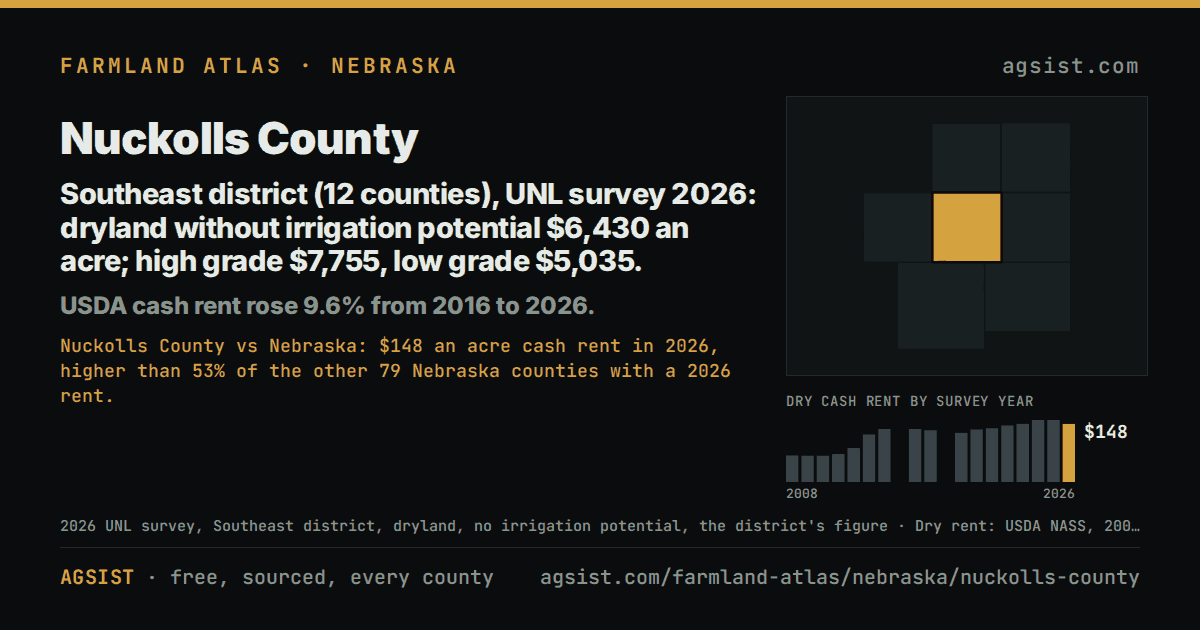 FARMLAND ATLAS · NEBRASKA
agsist.com
Nuckolls County
Southeast district (12 counties), UNL survey 2026:
dryland without irrigation potential $6,430 an
acre; high grade $7,755, low grade $5,035.
USDA cash rent rose 9.6% from 2016 to 2026.
Nuckolls County vs Nebraska: $148 an acre cash rent in 2026,
higher than 53% of the other 79 Nebraska counties with a 2026
rent.
DRY CASH RENT BY SURVEY YEAR
$148
2008
2026
2026 UNL survey, Southeast district, dryland, no irrigation potential, the district's figure · Dry rent: USDA NASS, 200…
AGSIST · free, sourced, every county
agsist.com/farmland-atlas/nebraska/nuckolls-county